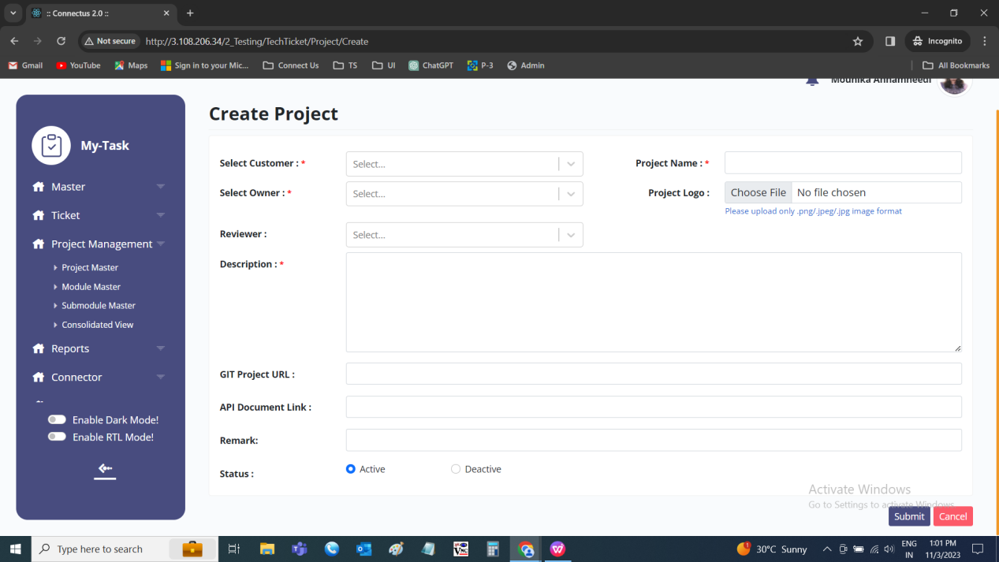 :: Connectus 2.0 ::
Not secure http://3.108.206.34/2_Testing/TechTicket/Project/Create Incognito
Gmail YouTube Maps Sign in to your Mic... Connect Us TS UI ChatGPT P-3 Admin All Bookmarks
Mounika Annamneedi
My-Task
Master
Ticket
Project Management
Project Master
Module Master
Submodule Master
Consolidated View
Reports
Connector
Enable Dark Mode!
Enable RTL Mode!
Create Project
Select Customer : * Select... Project Name : *
Select Owner : * Select... Project Logo : Choose File No file chosen
Please upload only .png/.jpeg/.jpg image format
Reviewer : Select...
Description : *
GIT Project URL :
API Document Link :
Remark:
Status : Active Deactive
Activate Windows
Go to Settings to activate Windows.
Submit Cancel
Type here to search 30°C Sunny ENG IN 1:01 PM 11/3/2023